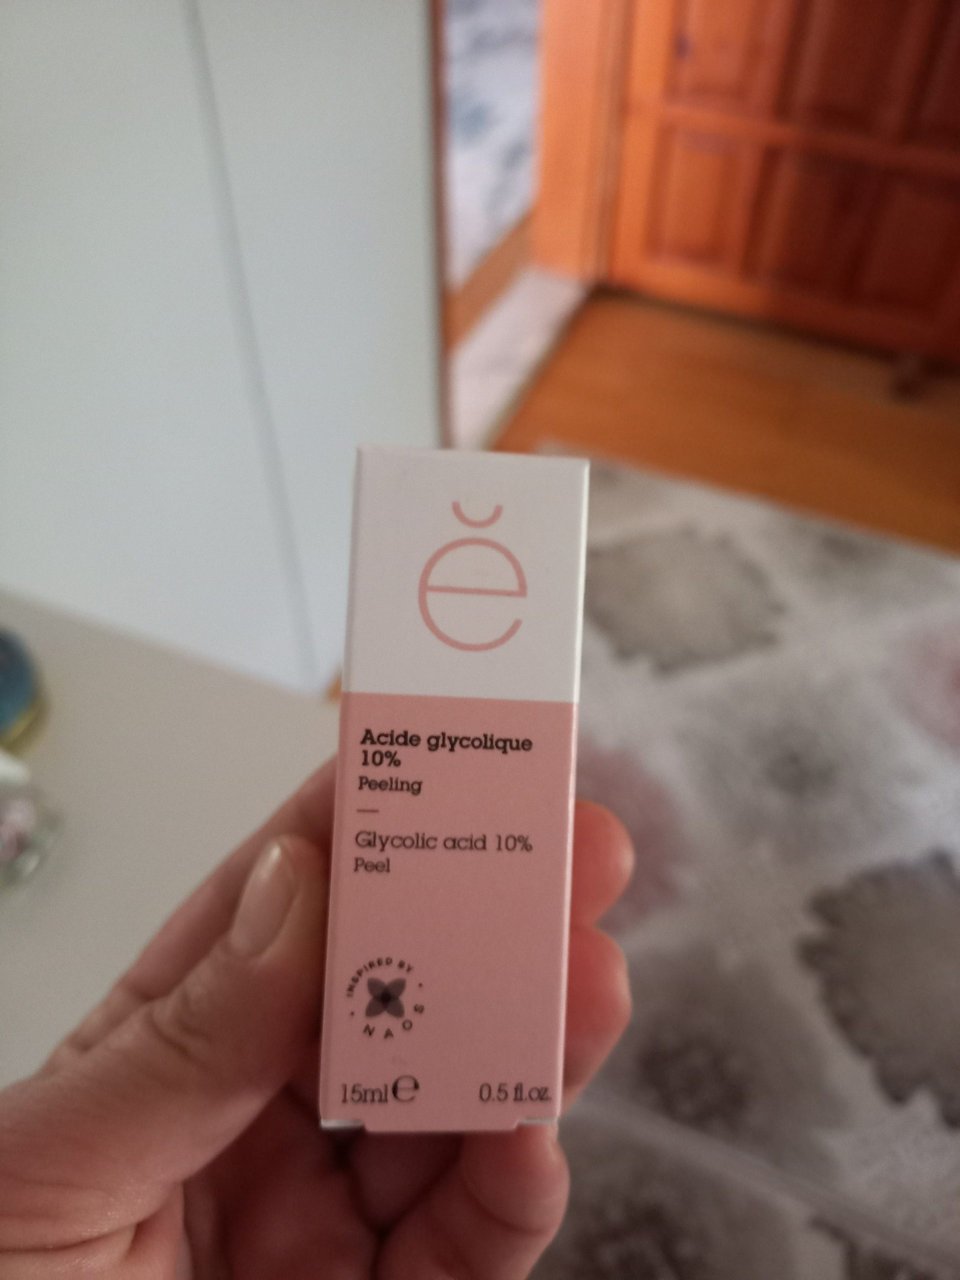 ĕ
Acide glycolique
10%
Peeling
Glycolic acid 10%
Peel
INSPIRED BY
NAOS
15ml e
0.5 fl.oz.